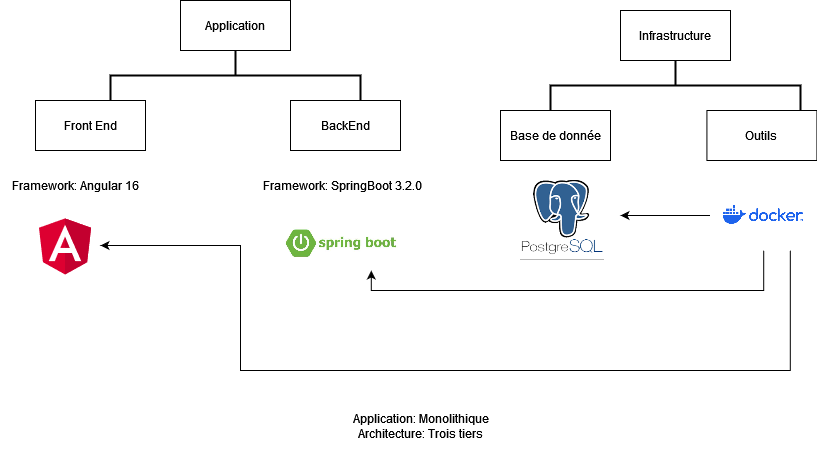 Application
Infrastructure
Front End
BackEnd
Base de donnée
Outils
Framework: Angular 16
Framework: SpringBoot 3.2.0
A
spring boot
PostgreSQL
docker
Application: Monolithique
Architecture: Trois tiers